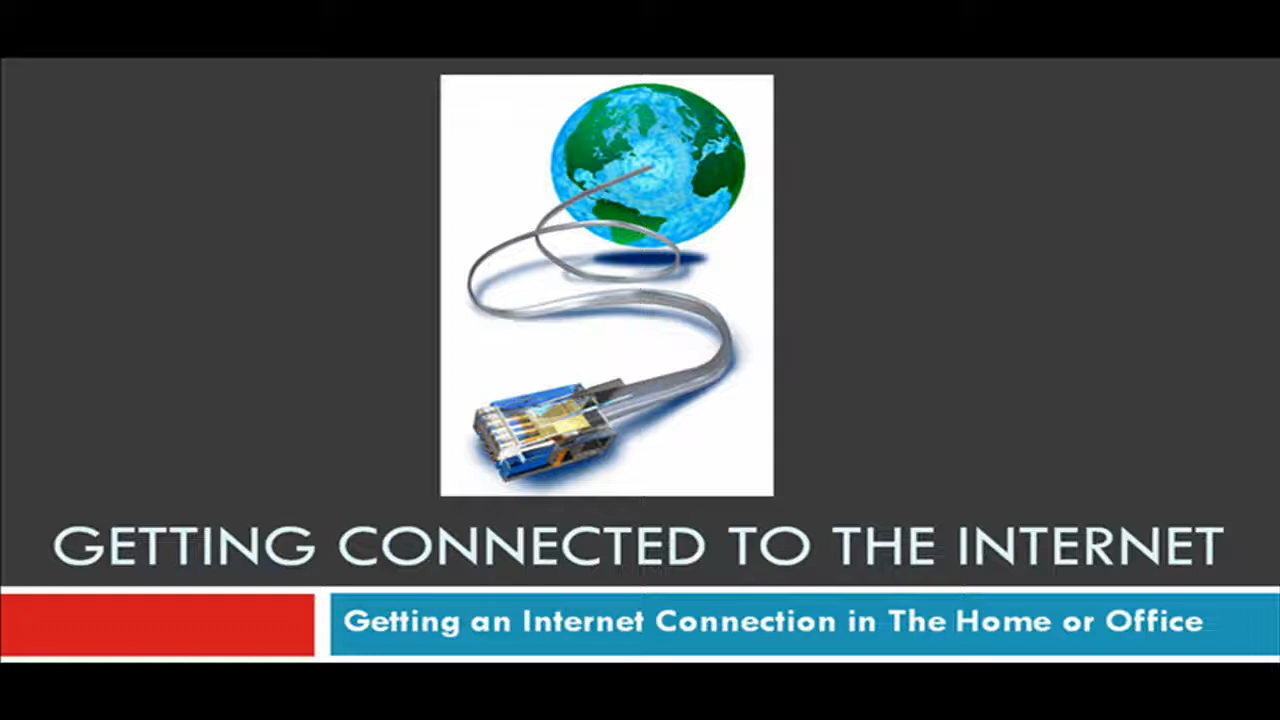 GETTING CONNECTED TO THE INTERNET
Getting an Internet Connection in The Home or Office